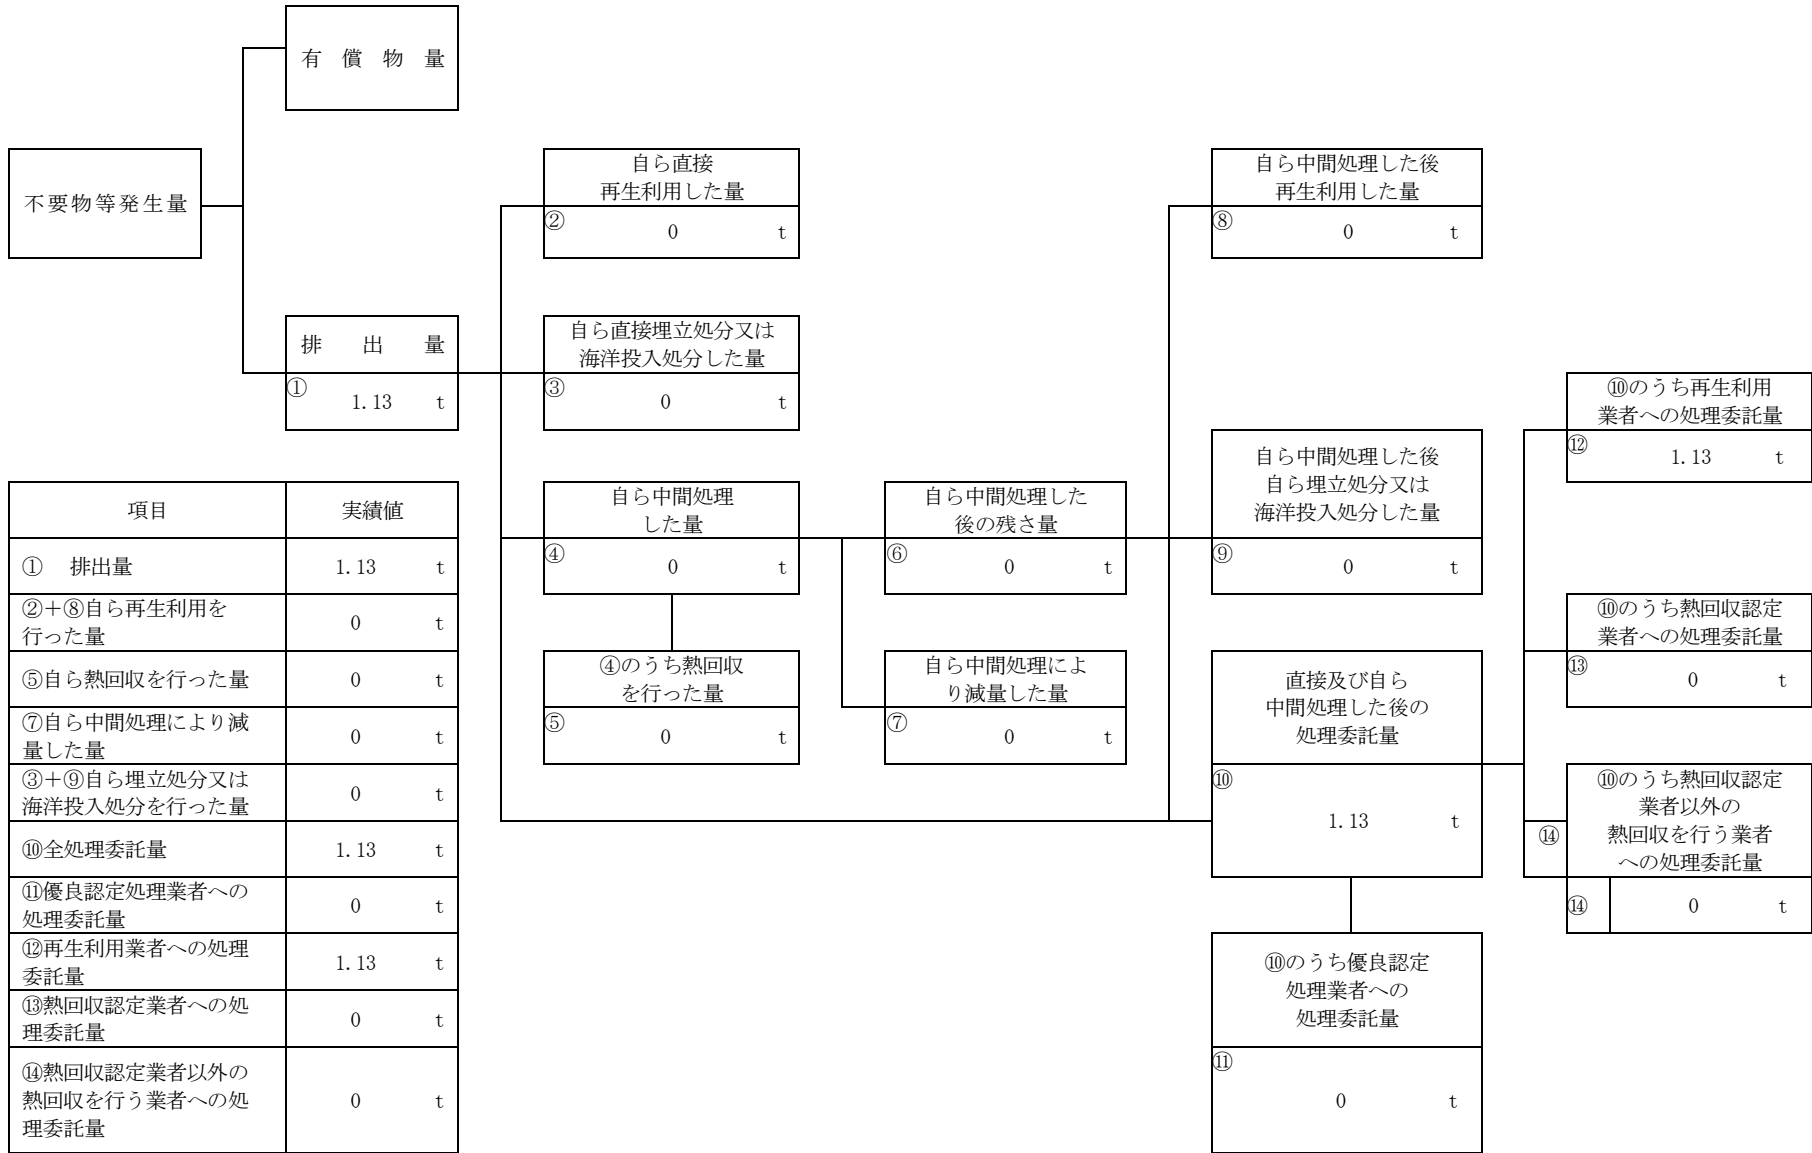 有 償 物 量
不要物等発生量
自ら直接
再生利用した量
② 0 t
自ら中間処理した後
再生利用した量
⑧ 0 t
排 出 量
① 1.13 t
自ら直接埋立処分又は
海洋投入処分した量
③ 0 t
⑩のうち再生利用
業者への処理委託量
⑫ 1.13 t
自ら中間処理した後
自ら埋立処分又は
海洋投入処分した量
⑨ 0 t
自ら中間処理
した量
④ 0 t
自ら中間処理した
後の残さ量
⑥ 0 t
⑩のうち熱回収認定
業者への処理委託量
⑬ 0 t
④のうち熱回収
を行った量
⑤ 0 t
自ら中間処理によ
り減量した量
⑦ 0 t
直接及び自ら
中間処理した後の
処理委託量
⑩ 1.13 t
⑩のうち熱回収認定
業者以外の
⑭ 熱回収を行う業者
への処理委託量
⑭ 0 t
⑩のうち優良認定
処理業者への
処理委託量
⑪ 0 t
項目 実績値
① 排出量 1.13 t
②+⑧自ら再生利用を
行った量 0 t
⑤自ら熱回収を行った量 0 t
⑦自ら中間処理により減
量した量 0 t
③+⑨自ら埋立処分又は
海洋投入処分を行った量 0 t
⑩全処理委託量 1.13 t
⑪優良認定処理業者への
処理委託量 0 t
⑫再生利用業者への処理
委託量 1.13 t
⑬熱回収認定業者への処
理委託量 0 t
⑭熱回収認定業者以外の
熱回収を行う業者への処
理委託量 0 t